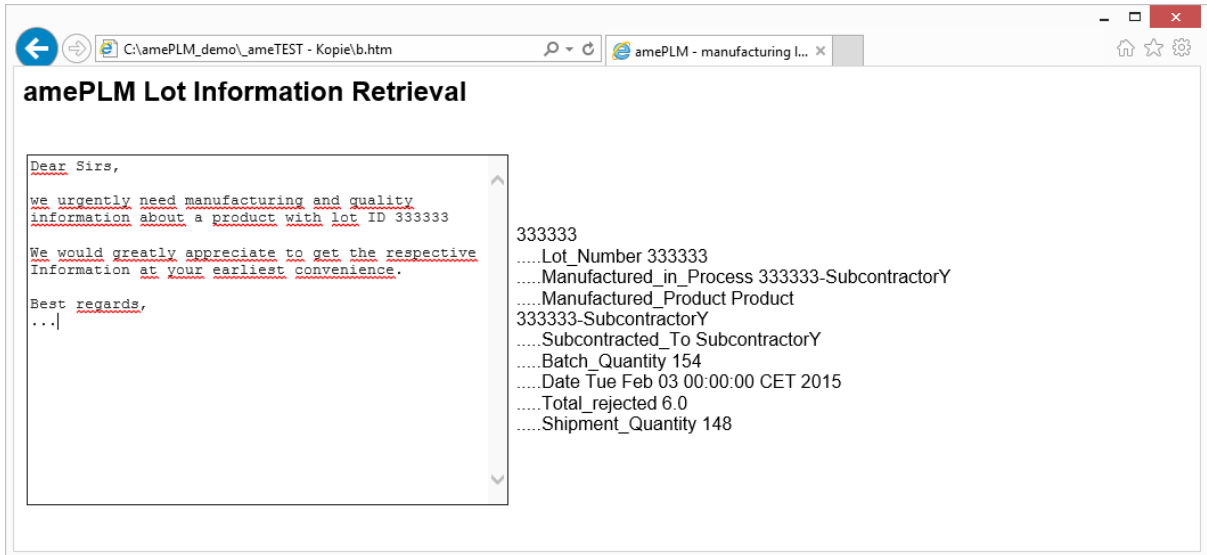 C:\amePLM_demo\_ameTEST - Kopie\b.htm
amePLM - manufacturing l...
amePLM Lot Information Retrieval
Dear Sirs,
we urgently need manufacturing and quality
information about a product with lot ID 333333
We would greatly appreciate to get the respective
Information at your earliest convenience.
Best regards,
...
333333
.....Lot_Number 333333
.....Manufactured_in_Process 333333-SubcontractorY
.....Manufactured_Product Product
333333-SubcontractorY
.....Subcontracted_To SubcontractorY
.....Batch_Quantity 154
.....Date Tue Feb 03 00:00:00 CET 2015
.....Total_rejected 6.0
.....Shipment_Quantity 148